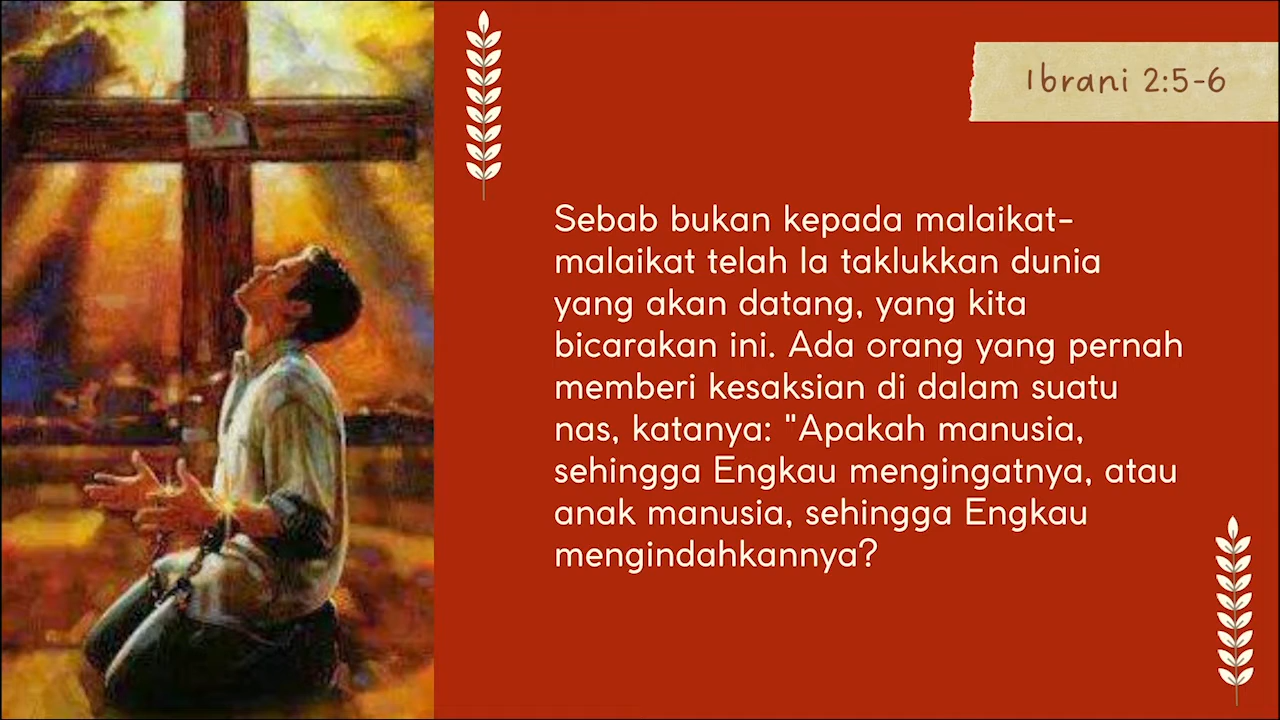 Ibrani 2:5-6
Sebab bukan kepada malaikat-
malaikat telah Ia taklukkan dunia
yang akan datang, yang kita
bicarakan ini. Ada orang yang pernah
memberi kesaksian di dalam suatu
nas, katanya: "Apakah manusia,
sehingga Engkau mengingatnya, atau
anak manusia, sehingga Engkau
mengindahkannya?